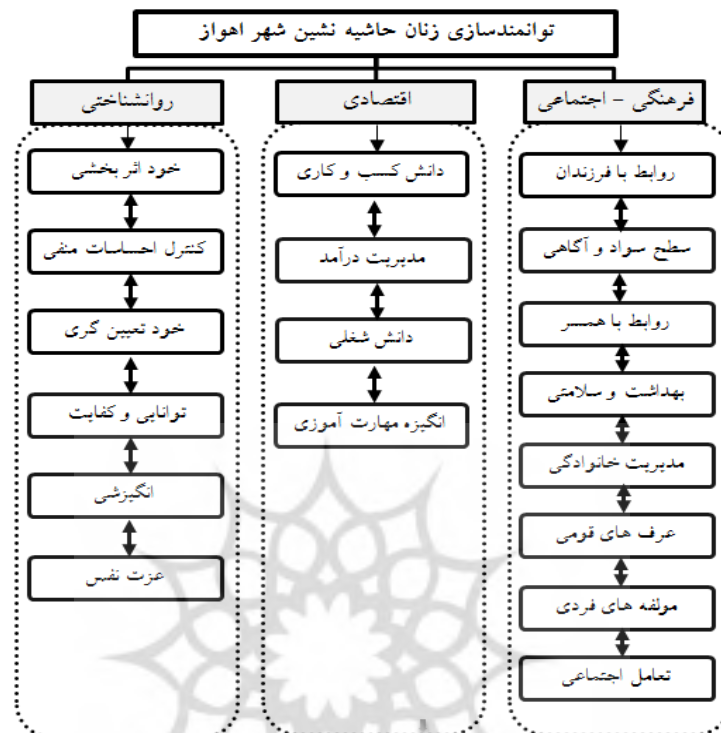 توانمندسازی زنان حاشیه نشین شهر اهواز
فرهنگی - اجتماعی
روابط با فرزندان
سطح سواد و آگاهی
روابط با همسر
بهداشت و سلامتی
مدیریت خانوادگی
عرف های قومی
مولفه های فردی
تعامل اجتماعی
اقتصادی
دانش کسب و کاری
مدیریت درآمد
دانش شغلی
انگیزه مهارت آموزی
روانشناختی
خود اثر بخشی
کنترل احساسات منفی
خود تعیین گری
توانایی و کفایت
انگیزشی
عزت نفس